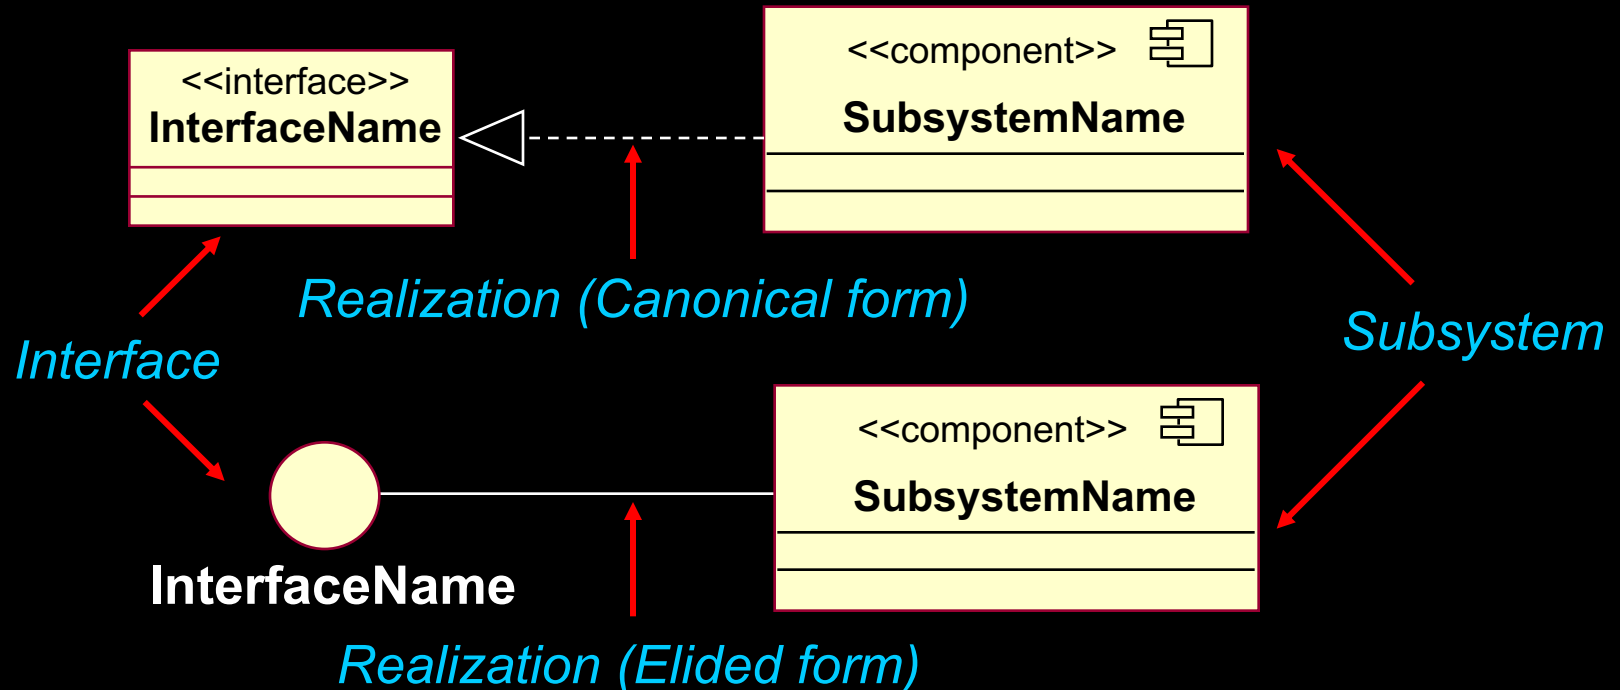 <<interface>>
InterfaceName
<<component>>
SubsystemName
Realization (Canonical form)
Interface
Subsystem
<<component>>
SubsystemName
InterfaceName
Realization (Elided form)